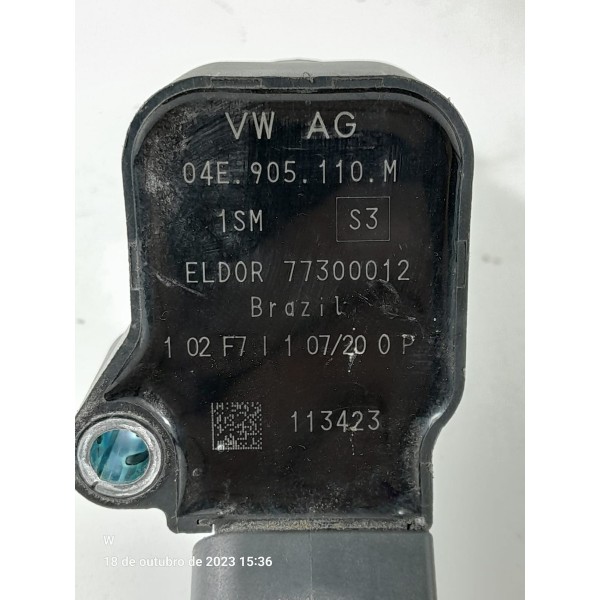 VW AG
04E.905.110.M
1SM S3
ELDOR 77300012
Brazil
1 02 F7 I 1 07/20 0 P
113423
W
18 de outubro de 2023 15:36